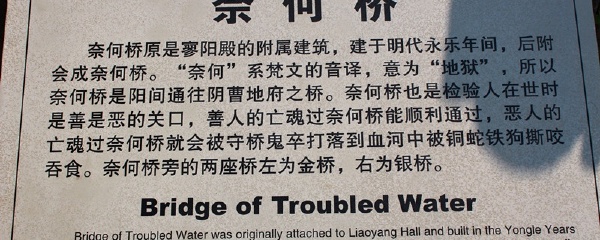 奈何桥
奈何桥原是寥阳殿的附属建筑，建于明代永乐年间，后附
会成奈何桥。“奈何”系梵文的音译，意为“地狱”，所以
奈何桥是阳间通往阴曹地府之桥。奈何桥也是检验人在世时
是善是恶的关口，善人的亡魂过奈何桥能顺利通过，恶人的
亡魂过奈何桥就会被守桥鬼卒打落到血河中被铜蛇铁狗撕咬
吞食。奈何桥旁的两座桥左为金桥，右为银桥。
Bridge of Troubled Water
Bridge of Troubled Water was originally attached to Liaoyang Hall and built in the Yongle Years